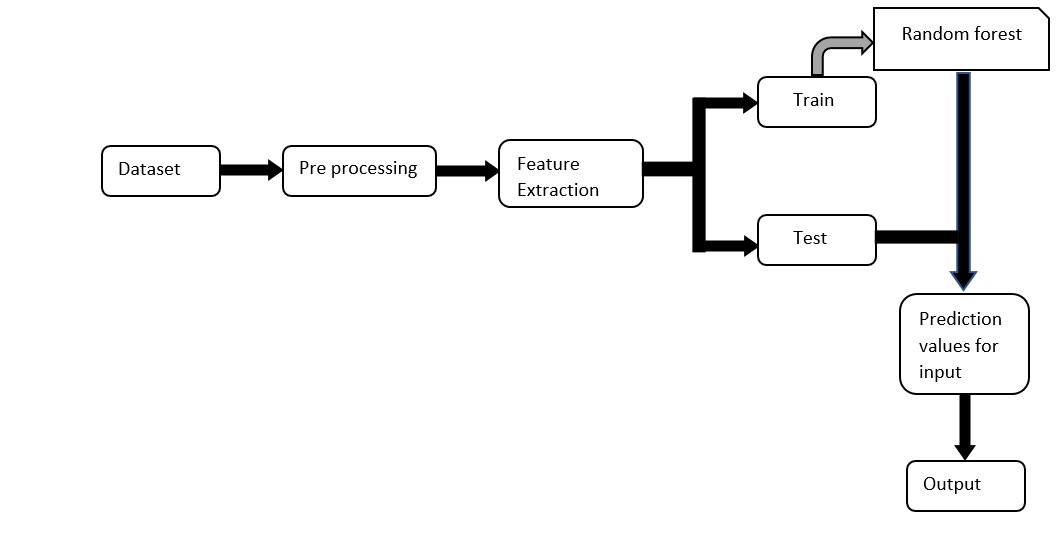 Random forest
Train
Dataset
Pre processing
Feature
Extraction
Test
Prediction
values for
input
Output